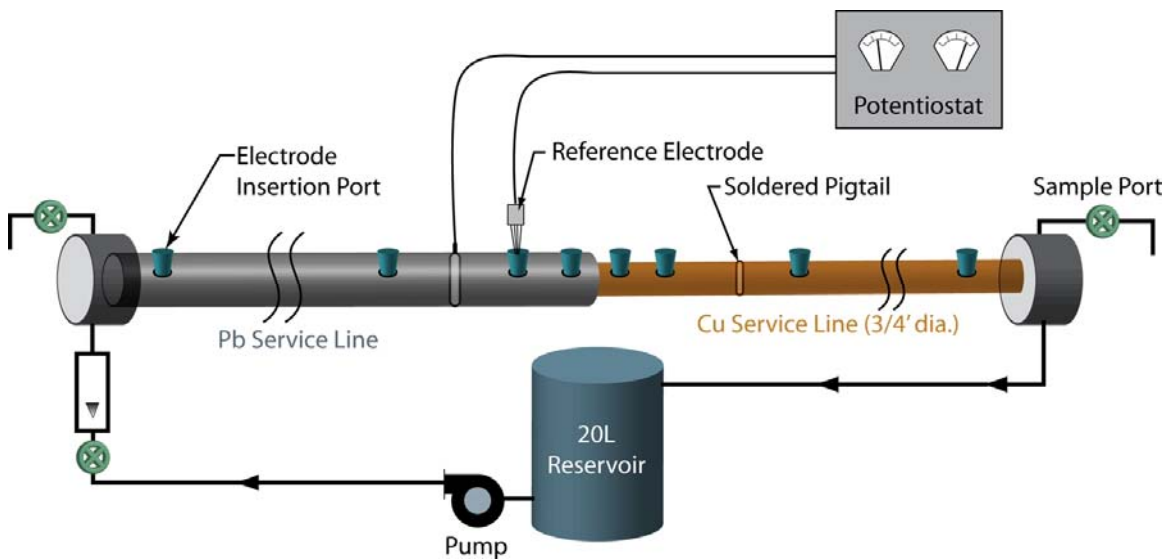 Potentiostat
Electrode
Insertion Port
Reference Electrode
Soldered Pigtail
Sample Port
Pb Service Line
Cu Service Line (3/4' dia.)
20L
Reservoir
Pump